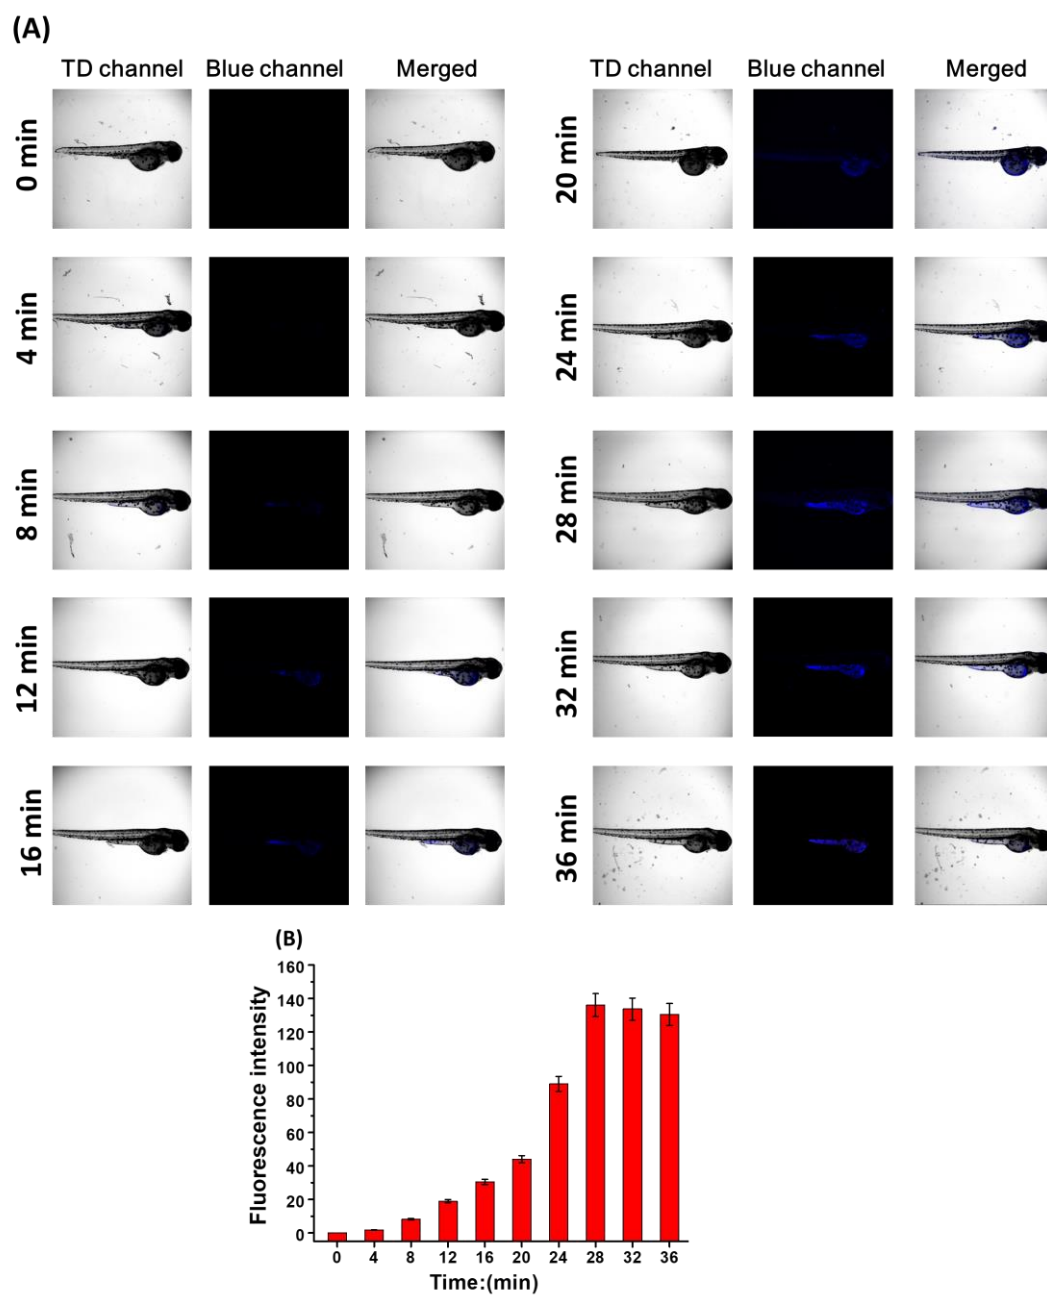 (A)
TD channel Blue channel Merged TD channel Blue channel Merged
0 min 20 min
4 min 24 min
8 min 28 min
12 min 32 min
16 min 36 min
(B)
160
140
120
100
80
60
40
20
0
Fluorescence intensity
0 4 8 12 16 20 24 28 32 36
Time:(min)